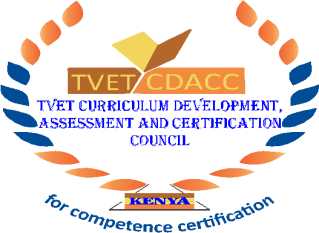 TVET CDACC
TVET CURRICULUM DEVELOPMENT,
ASSESSMENT AND CERTIFICATION
COUNCIL
KENYA
for competence certification